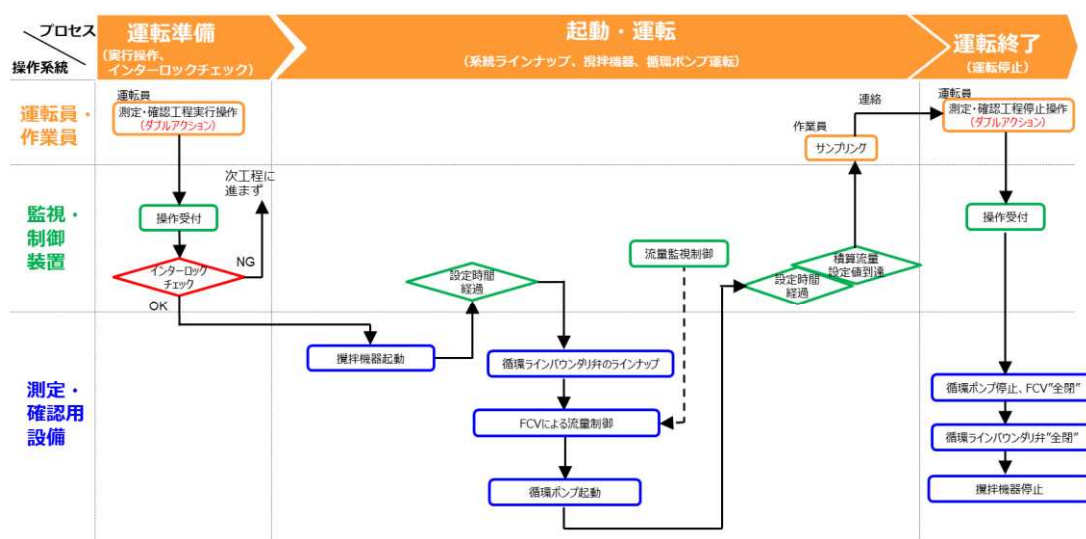 プロセス
操作系統
運転準備
(実行操作、
インターロックチェック)
起動・運転
(系統ラインナップ、攪拌機器、循環ポンプ運転)
運転終了
(運転停止)
運転員・
作業員
運転員
測定・確認工程実行操作
(ダブルアクション)
作業員
サンプリング
連絡
運転員
測定・確認工程停止操作
(ダブルアクション)
監視・
制御
装置
操作受付
インターロック
チェック
NG
OK
次工程に
進まず
設定時間
経過
流量監視制御
設定時間
経過
積算流量
設定値到達
操作受付
測定・
確認用
設備
攪拌機器起動
循環ラインバウンダリ弁のラインナップ
FCVによる流量制御
循環ポンプ起動
循環ポンプ停止、FCV"全閉"
循環ラインバウンダリ弁"全閉"
攪拌機器停止